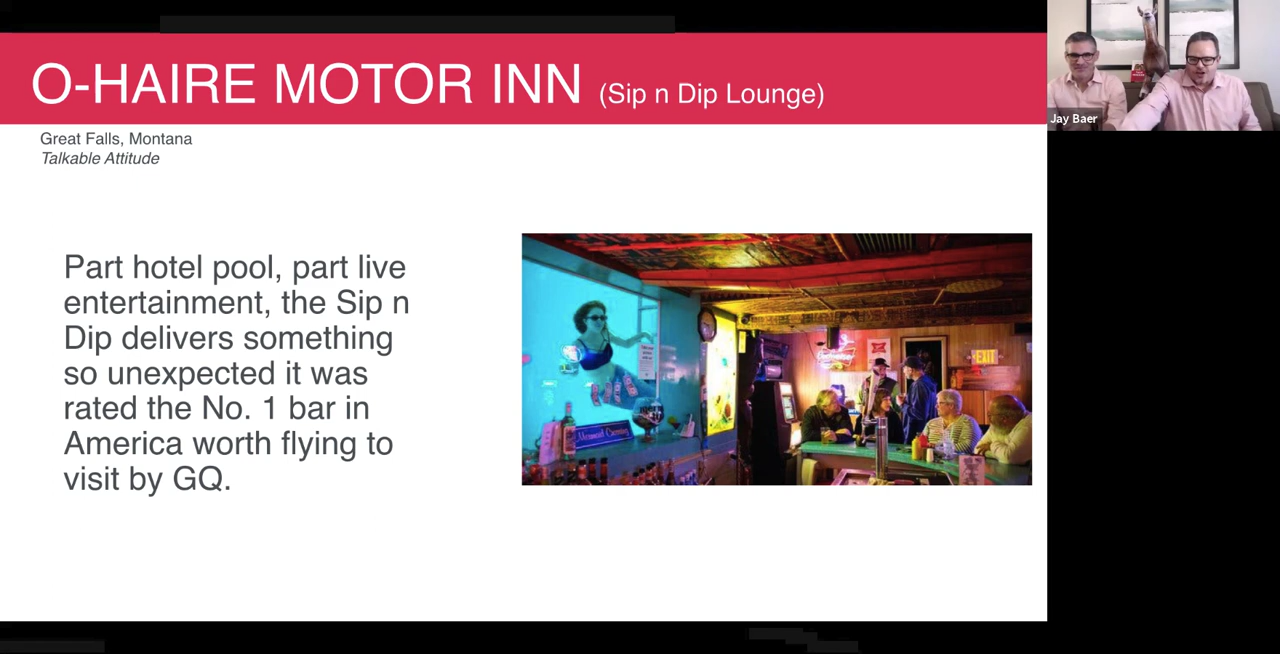 O-HAIRE MOTOR INN (Sip n Dip Lounge)
Great Falls, Montana
Talkable Attitude
Part hotel pool, part live
entertainment, the Sip n
Dip delivers something
so unexpected it was
rated the No. 1 bar in
America worth flying to
visit by GQ.
EXIT
Jay Baer